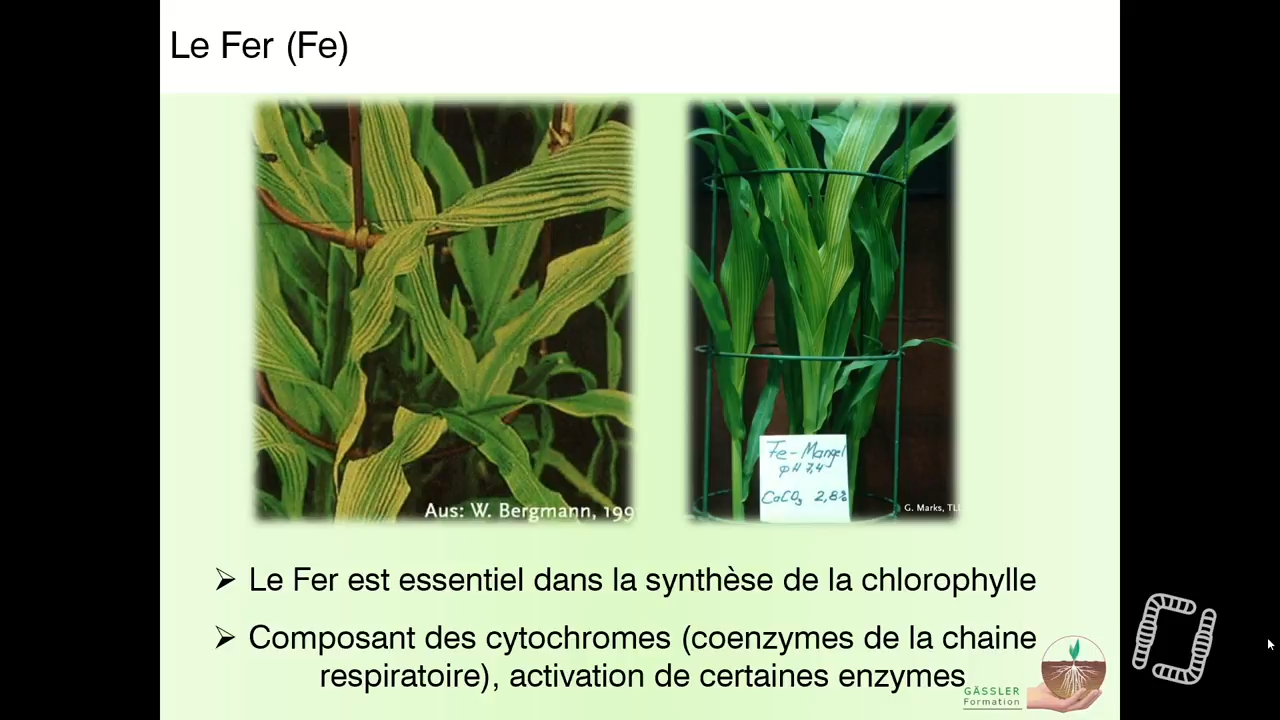 Le Fer (Fe)
Aus: W. Bergmann, 199
Fe-Mangel
pH 7,4
CaCO₃ 2,8%
G. Marks, TLL
➢ Le Fer est essentiel dans la synthèse de la chlorophylle
➢ Composant des cytochromes (coenzymes de la chaine
respiratoire), activation de certaines enzymes
GÄSSLER
Formation